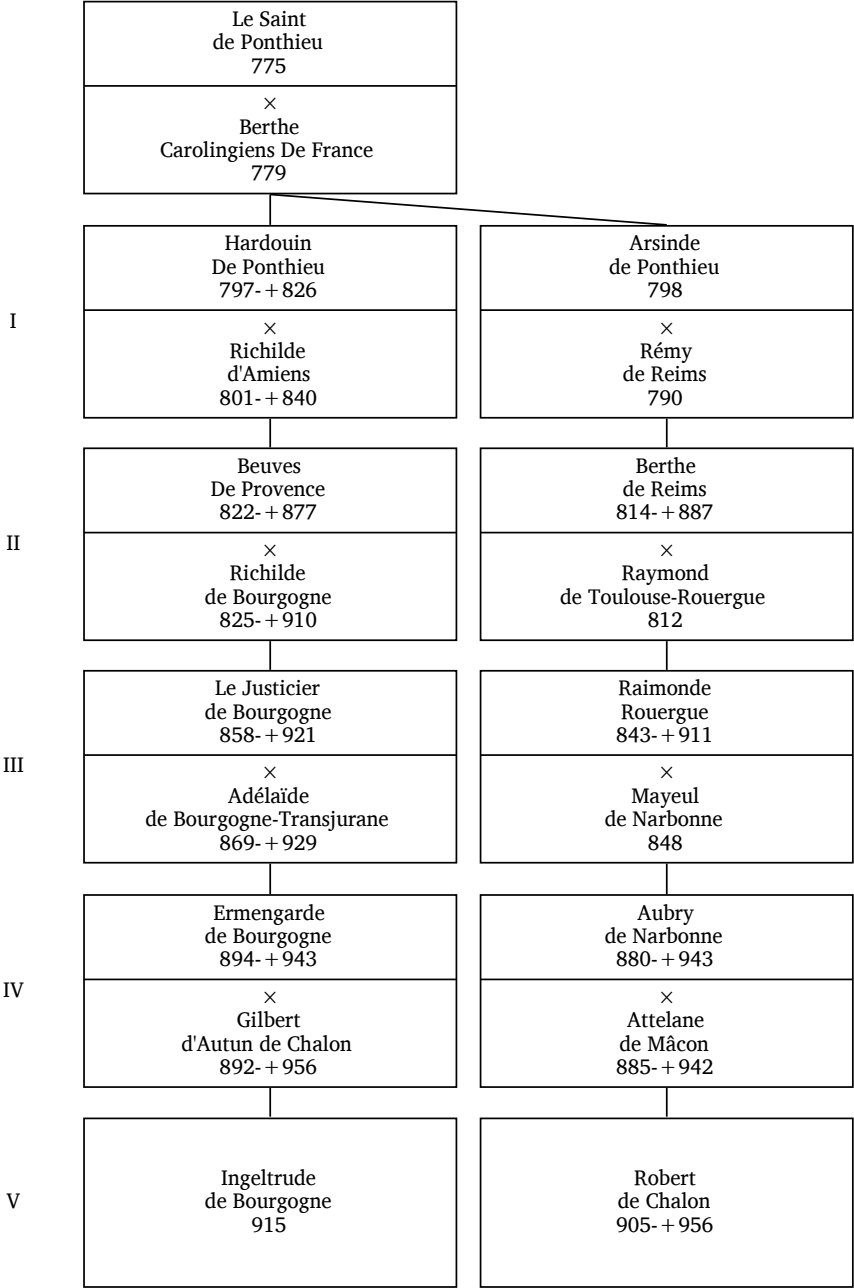 Le Saint
de Ponthieu
775
×
Berthe
Carolingiens De France
779
I
Hardouin
De Ponthieu
797-+826
×
Richilde
d'Amiens
801-+840
Arsinde
de Ponthieu
798
×
Rémy
de Reims
790
II
Beuves
De Provence
822-+877
×
Richilde
de Bourgogne
825-+910
Berthe
de Reims
814-+887
×
Raymond
de Toulouse-Rouergue
812
III
Le Justicier
de Bourgogne
858-+921
×
Adélaïde
de Bourgogne-Transjurane
869-+929
Raimonde
Rouergue
843-+911
×
Mayeul
de Narbonne
848
IV
Ermengarde
de Bourgogne
894-+943
×
Gilbert
d'Autun de Chalon
892-+956
Aubry
de Narbonne
880-+943
×
Attelane
de Mâcon
885-+942
V
Ingeltrude
de Bourgogne
915
Robert
de Chalon
905-+956